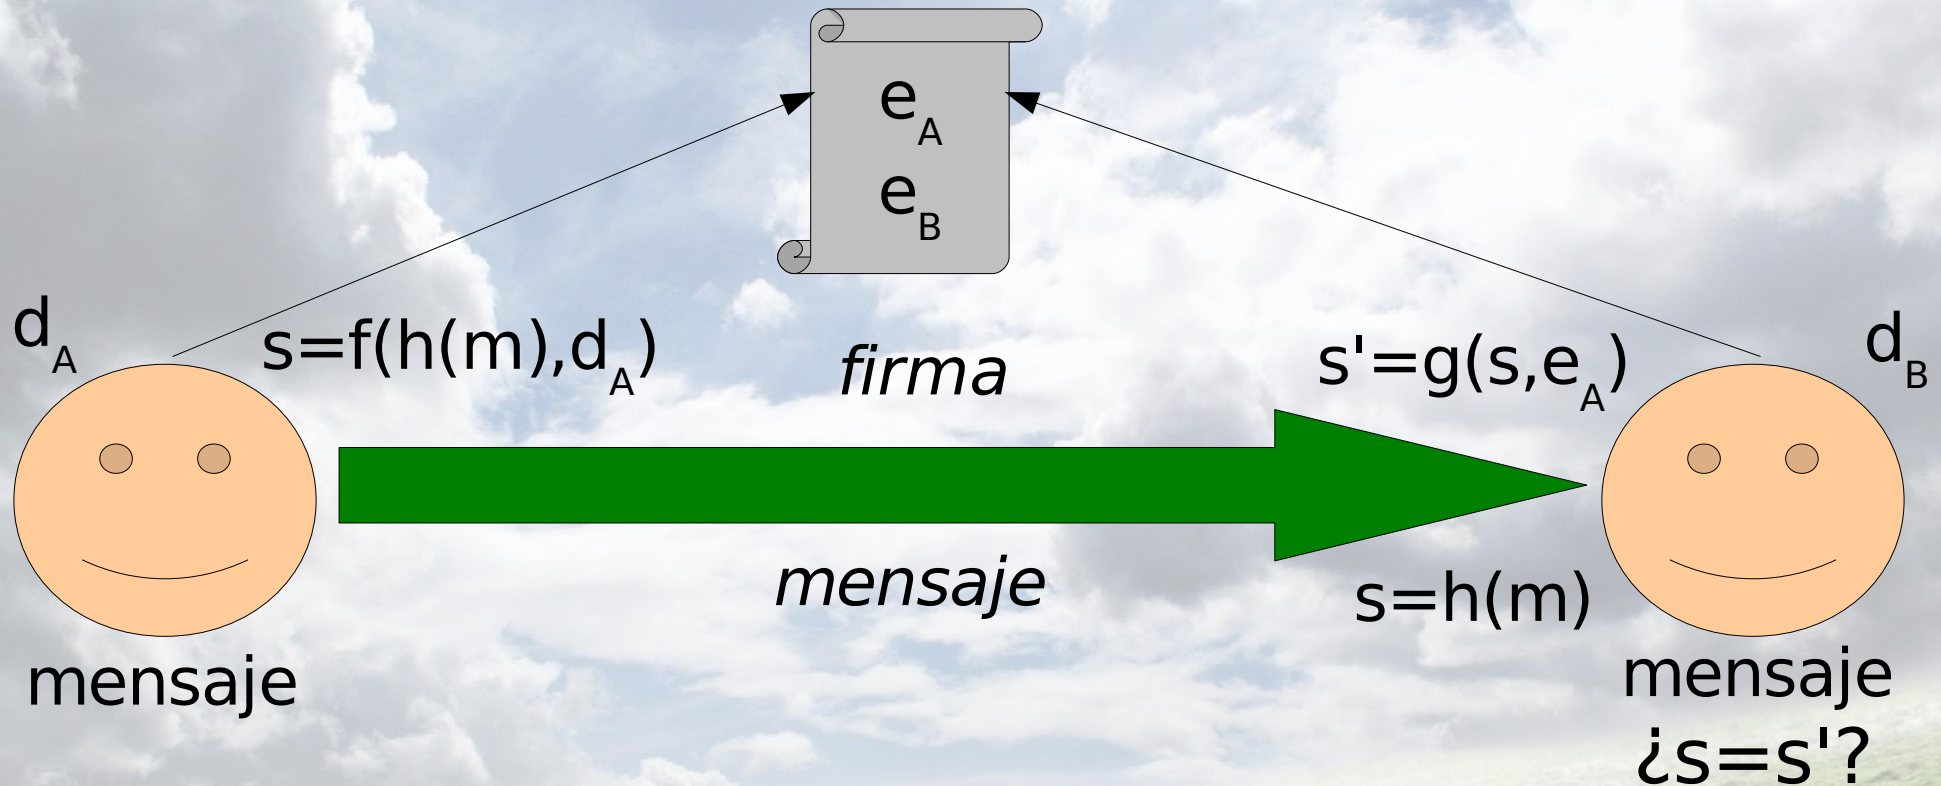 e_A
e_B
d_A
s=f(h(m),d_A)
firma
s'=g(s,e_A)
d_B
mensaje
s=h(m)
mensaje
mensaje
¿s=s'?